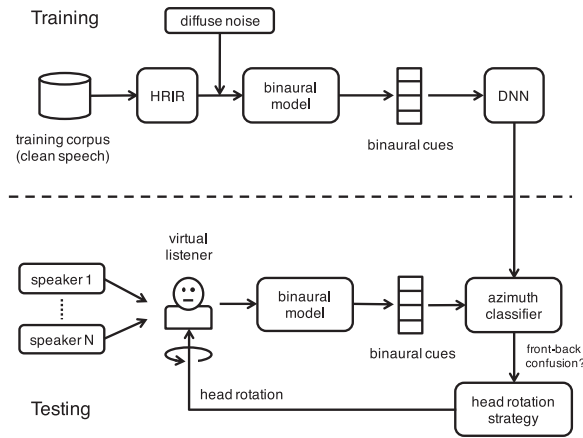 Training
diffuse noise
HRIR
binaural
model
DNN
training corpus
(clean speech)
binaural cues
virtual
listener
speaker 1
speaker N
binaural
model
azimuth
classifier
binaural cues
front-back
confusion?
head rotation
head rotation
strategy
Testing